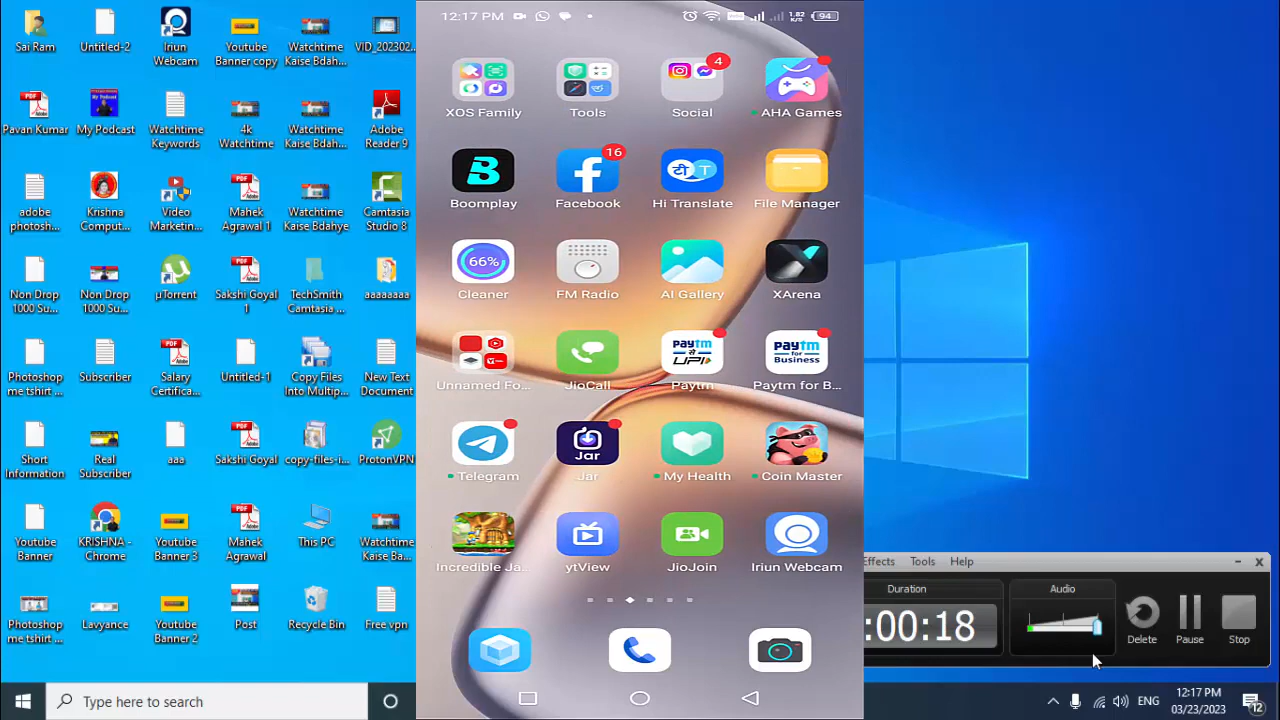 Sai Ram
Untitled-2
Iriun
Webcam
Youtube
Banner copy
Watchtime
Kaise Bdah...
VID_202302...
Pavan Kumar
My Podcast
Watchtime
Keywords
4k
Watchtime
Watchtime
Kaise Bdah...
Adobe
Reader 9
adobe
photosh...
Krishna
Comput...
Video
Marketin...
Mahek
Agrawal 1
Watchtime
Kaise Bdahye
Camtasia
Studio 8
Non Drop
1000 Su...
Non Drop
1000 Su...
µTorrent
Sakshi Goyal
1
TechSmith
Camtasia ...
aaaaaaaa
Photoshop
me tshirt ...
Subscriber
Salary
Certifica...
Untitled-1
Copy Files
Into Multip...
New Text
Document
Short
Information
Real
Subscriber
aaa
Sakshi Goyal
copy-files-i...
ProtonVPN
Youtube
Banner
KRISHNA -
Chrome
Youtube
Banner 3
Mahek
Agrawal
This PC
Watchtime
Kaise Ba...
Photoshop
me tshirt ...
Lavyance
Youtube
Banner 2
Post
Recycle Bin
Free vpn
Type here to search
12:17 PM
1.82
K/S
94
4
XOS Family
Tools
Social
AHA Games
16
टी T
Boomplay
Facebook
Hi Translate
File Manager
66%
Cleaner
FM Radio
AI Gallery
XArena
Paytm
से
UPI
Paytm
for
Business
Unnamed Fo...
JioCall
Paytm
Paytm for B...
Jar
Telegram
Jar
My Health
Coin Master
Incredible Ja...
ytView
JioJoin
Iriun Webcam
Effects Tools Help
Duration
Audio
:00:18
Delete
Pause
Stop
ENG
12:17 PM
03/23/2023
12